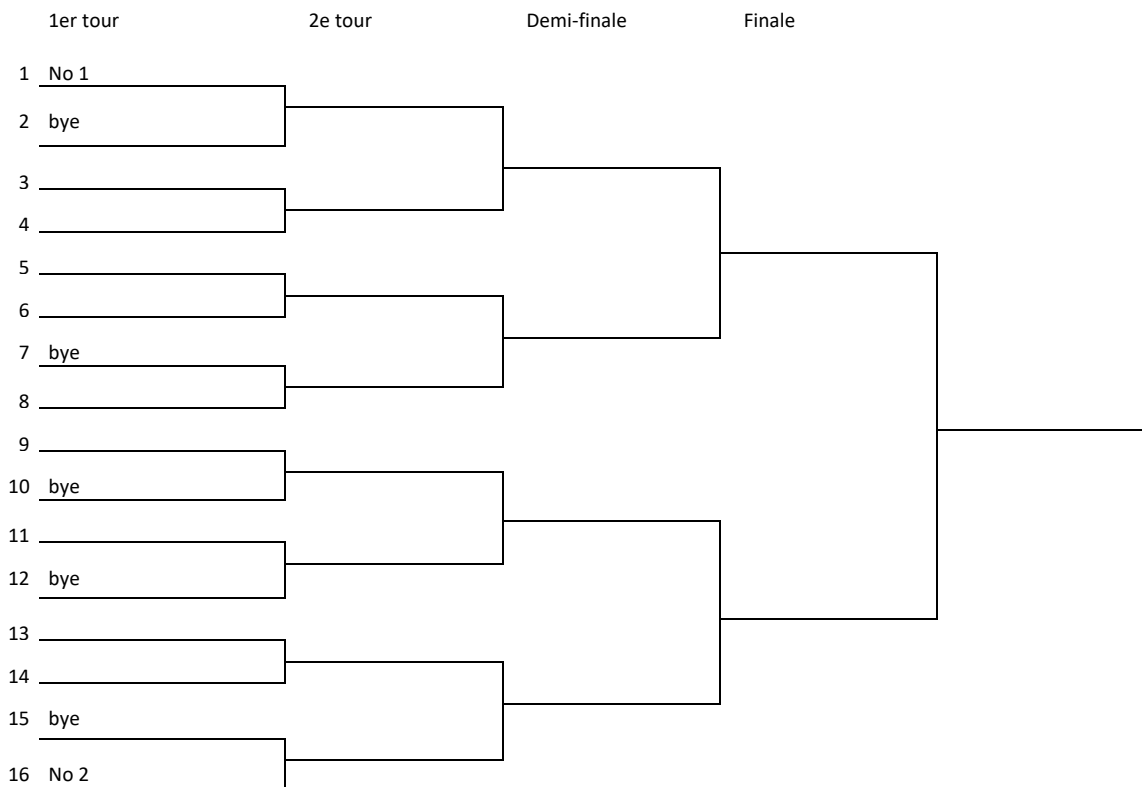 1er tour 2e tour Demi-finale Finale
1 No 1
2 bye
3
4
5
6
7 bye
8
9
10 bye
11
12 bye
13
14
15 bye
16 No 2